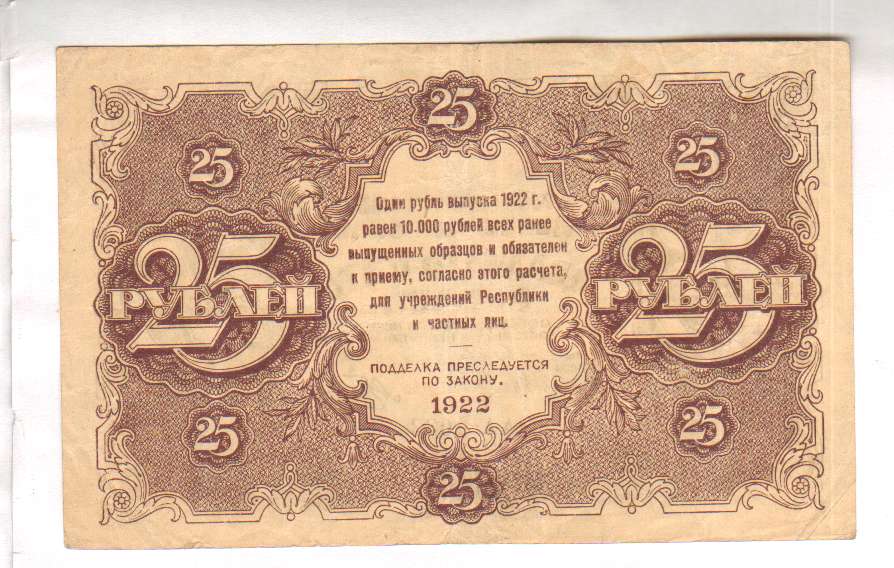 25
25 25
Один рубль выпуска 1922 г.
равен 10.000 рублей всех ранее
выпущенных образцов и обязателен
к приему, согласно этого расчета,
для учреждений Республики
и частных лиц.
25 РУБЛЕЙ 25 РУБЛЕЙ
ПОДДЕЛКА ПРЕСЛЕДУЕТСЯ
ПО ЗАКОНУ.
1922
25 25
25